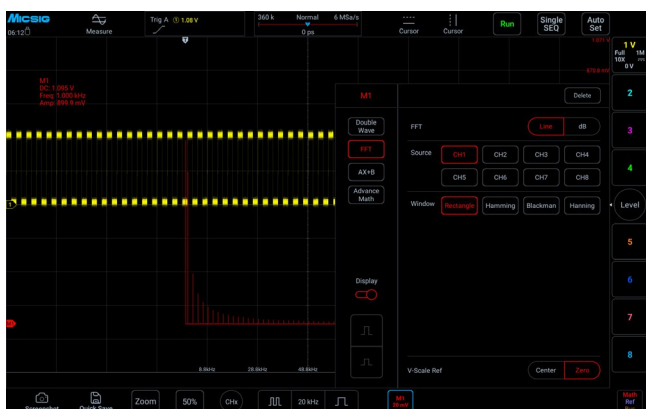 Micsig
06:12
Measure
Trig A ① 1.08 V
360 k Normal 6 MSa/s
0 ps
Cursor
Cursor
Run
Single
SEQ
Auto
Set
1 V
Full 1M
10X
0 V
M1
DC: 1.095 V
Freq: 1.000 kHz
Amp: 899.9 mV
M1
Delete
2
Double
Wave
FFT
Line
dB
3
FFT
Source
CH1
CH2
CH3
CH4
AX+B
CH5
CH6
CH7
CH8
4
Advance
Math
Window
Rectangle
Hamming
Blackman
Hanning
Level
1
5
Display
6
7
8.8kHz
28.8kHz
48.8kHz
V-Scale Ref
Center
Zero
8
Screenshot
Quick Save
Zoom
50%
CHx
20 kHz
M1
Math
Ref